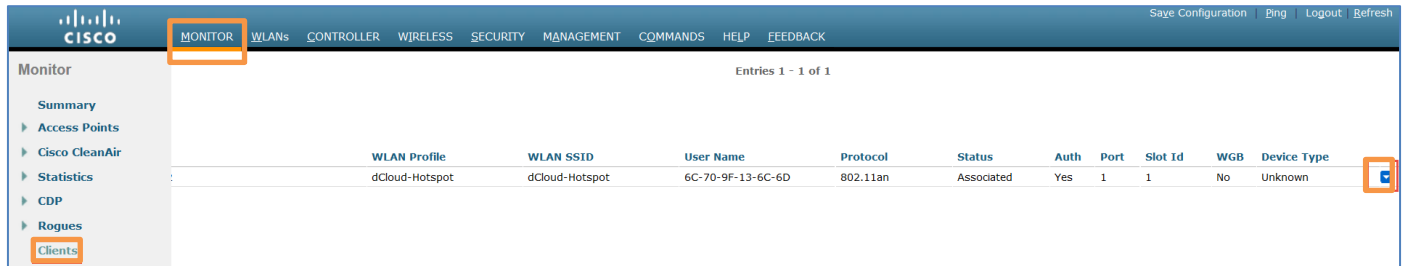 Save Configuration | Ping | Logout | Refresh
CISCO
MONITOR WLANs CONTROLLER WIRELESS SECURITY MANAGEMENT COMMANDS HELP FEEDBACK
Monitor
Entries 1 - 1 of 1
Summary
Access Points
Cisco CleanAir
WLAN Profile WLAN SSID User Name Protocol Status Auth Port Slot Id WGB Device Type
Statistics
dCloud-Hotspot dCloud-Hotspot 6C-70-9F-13-6C-6D 802.11an Associated Yes 1 1 No Unknown
CDP
Rogues
Clients